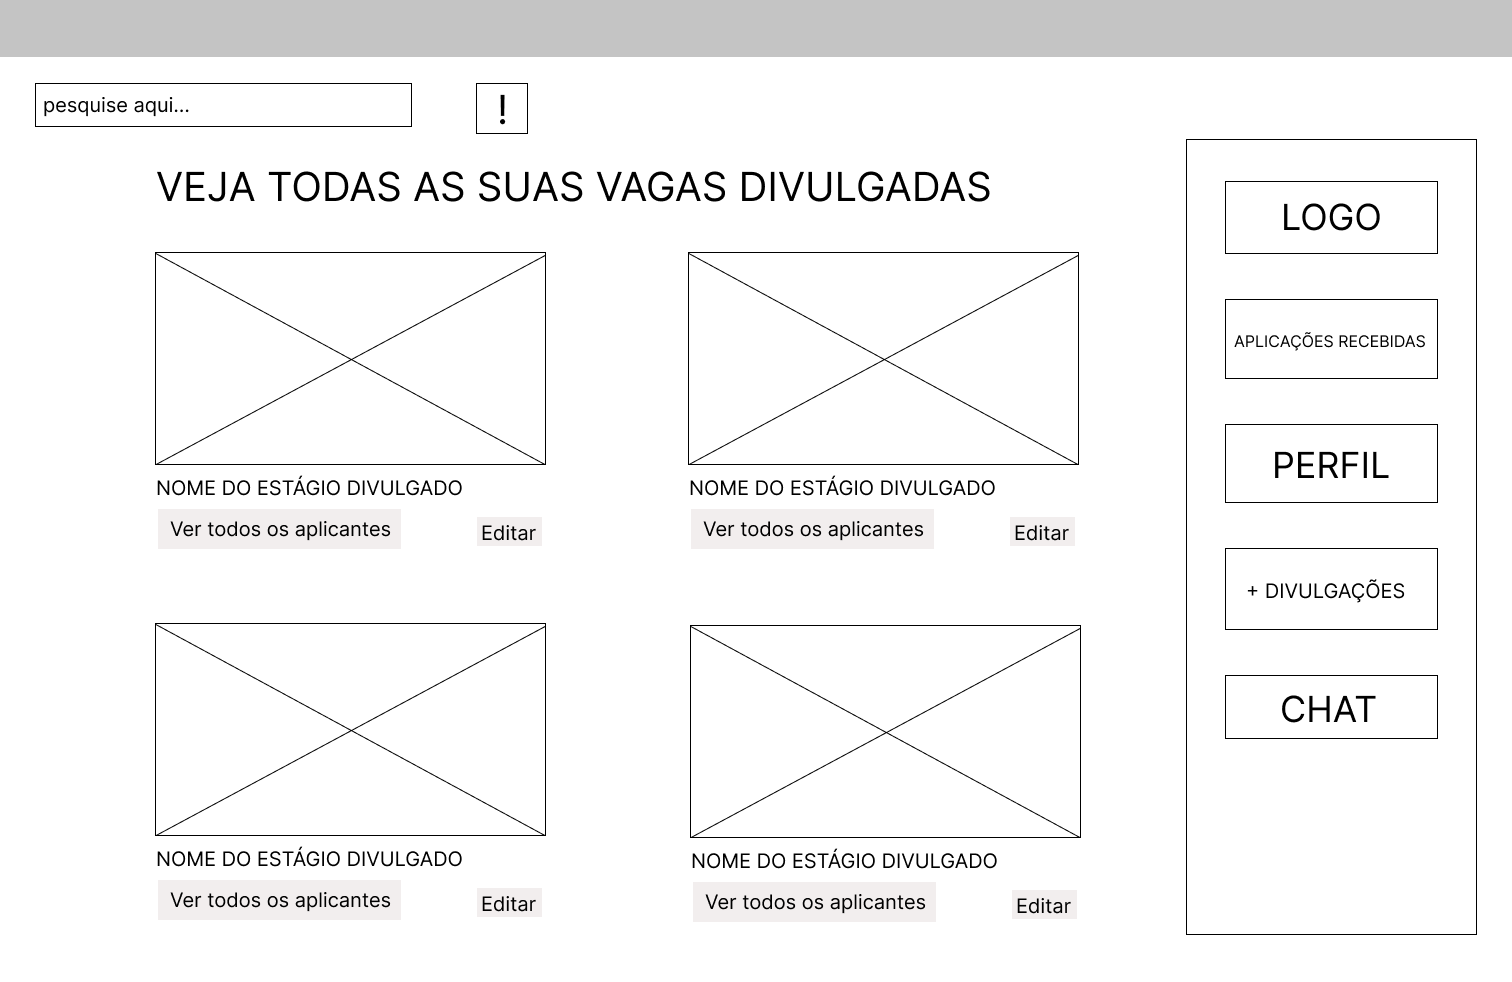 pesquise aqui...
!
VEJA TODAS AS SUAS VAGAS DIVULGADAS
NOME DO ESTÁGIO DIVULGADO
Ver todos os aplicantes
Editar
NOME DO ESTÁGIO DIVULGADO
Ver todos os aplicantes
Editar
NOME DO ESTÁGIO DIVULGADO
Ver todos os aplicantes
Editar
NOME DO ESTÁGIO DIVULGADO
Ver todos os aplicantes
Editar
LOGO
APLICAÇÕES RECEBIDAS
PERFIL
+ DIVULGAÇÕES
CHAT